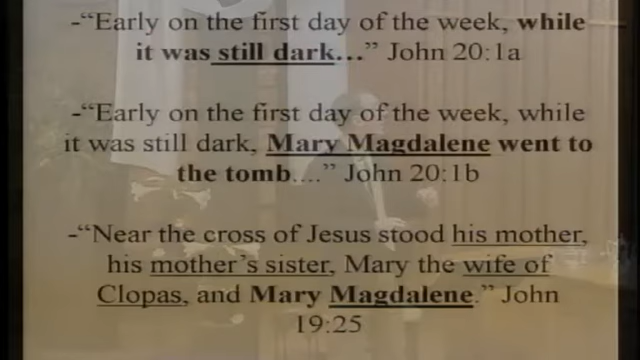 -“Early on the first day of the week, while
it was still dark…” John 20:1a
-“Early on the first day of the week, while
it was still dark, Mary Magdalene went to
the tomb....” John 20:1b
-“Near the cross of Jesus stood his mother,
his mother’s sister, Mary the wife of
Clopas, and Mary Magdalene.” John
19:25